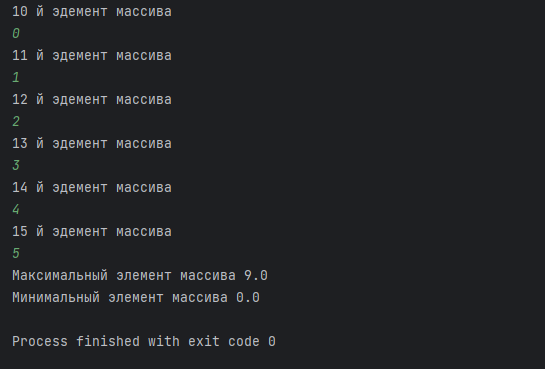 10 й эдемент массива
0
11 й эдемент массива
1
12 й эдемент массива
2
13 й эдемент массива
3
14 й эдемент массива
4
15 й эдемент массива
5
Максимальный элемент массива 9.0
Минимальный элемент массива 0.0
Process finished with exit code 0